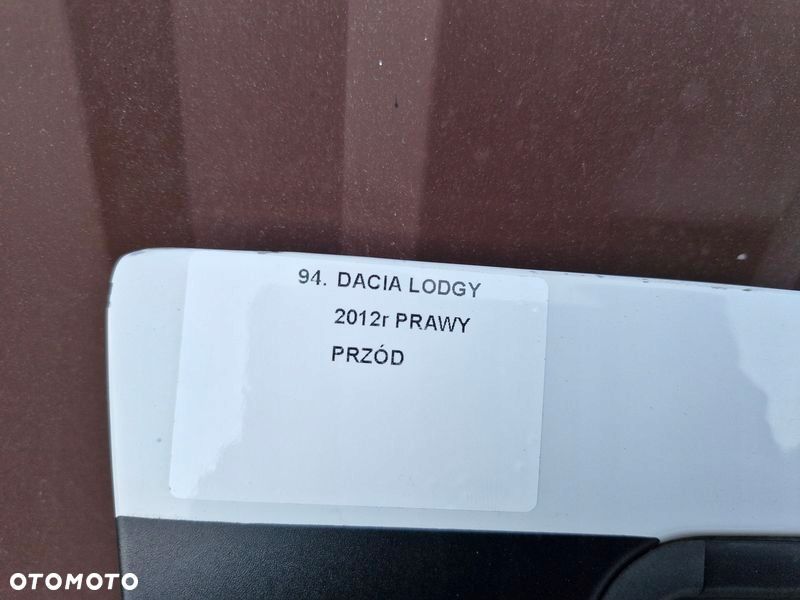 94. DACIA LODGY
2012r PRAWY
PRZÓD
OTOMOTO